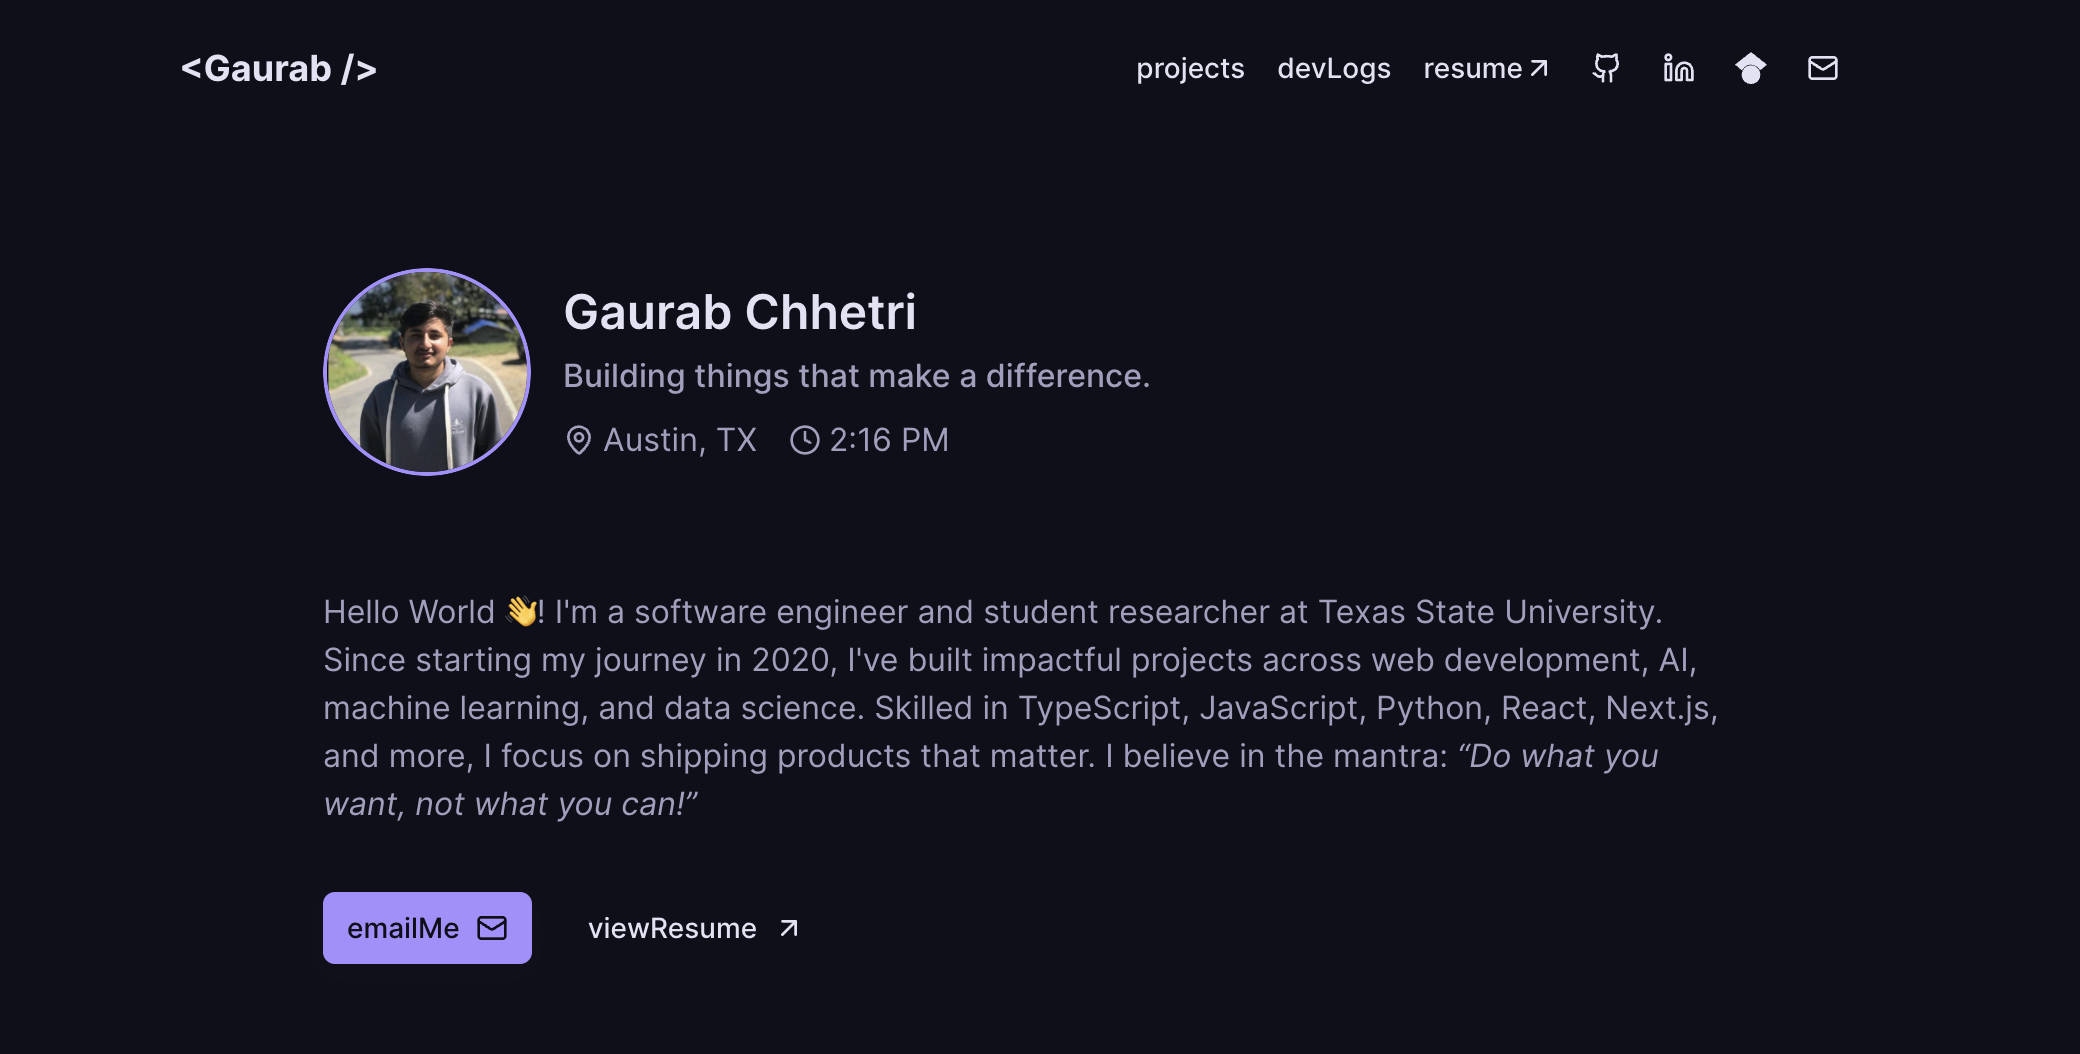 <Gaurab />
projects devLogs resume
Gaurab Chhetri
Building things that make a difference.
Austin, TX 2:16 PM
Hello World 👋! I'm a software engineer and student researcher at Texas State University.
Since starting my journey in 2020, I've built impactful projects across web development, AI,
machine learning, and data science. Skilled in TypeScript, JavaScript, Python, React, Next.js,
and more, I focus on shipping products that matter. I believe in the mantra: “Do what you
want, not what you can!”
emailMe viewResume